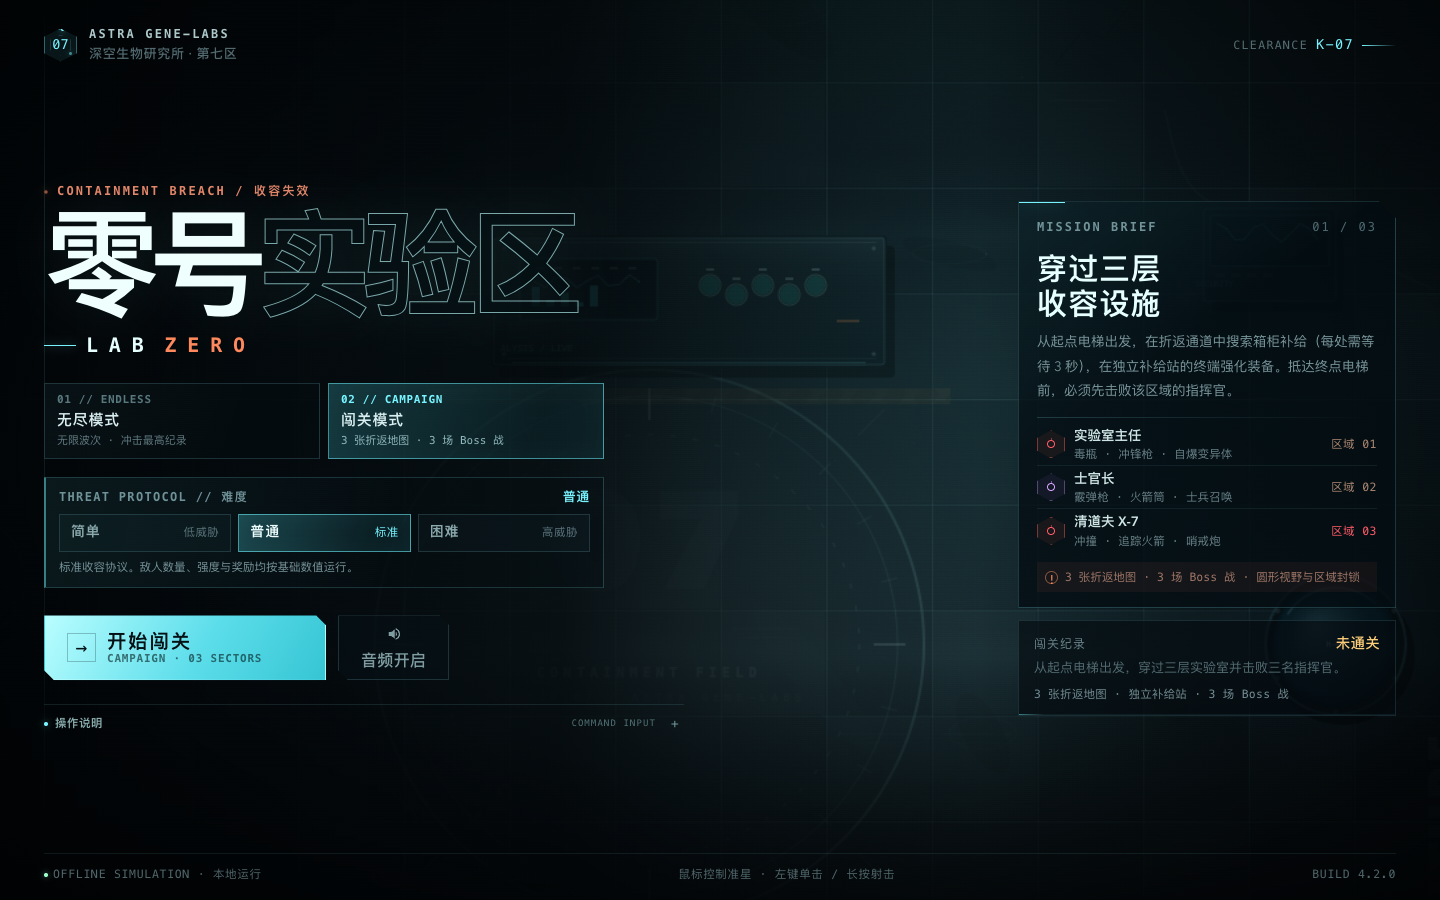 07
ASTRA GENE-LABS
深空生物研究所 · 第七区
CLEARANCE K-07
CONTAINMENT BREACH / 收容失效
零号实验区
LAB ZERO
01 // ENDLESS
无尽模式
无限波次 · 冲击最高纪录
02 // CAMPAIGN
闯关模式
3 张折返地图 · 3 场 Boss 战
THREAT PROTOCOL // 难度
普通
简单 低威胁
普通 标准
困难 高威胁
标准收容协议。敌人数量、强度与奖励均按基础数值运行。
→ 开始闯关
CAMPAIGN · 03 SECTORS
音频开启
操作说明
COMMAND INPUT +
MISSION BRIEF
01 / 03
穿过三层
收容设施
从起点电梯出发，在折返通道中搜索箱柜补给（每处需等
待 3 秒），在独立补给站的终端强化装备。抵达终点电梯
前，必须先击败该区域的指挥官。
实验室主任
毒瓶 · 冲锋枪 · 自爆变异体
区域 01
士官长
霰弹枪 · 火箭筒 · 士兵召唤
区域 02
清道夫 X-7
冲撞 · 追踪火箭 · 哨戒炮
区域 03
3 张折返地图 · 3 场 Boss 战 · 圆形视野与区域封锁
闯关纪录
未通关
从起点电梯出发，穿过三层实验室并击败三名指挥官。
3 张折返地图 · 独立补给站 · 3 场 Boss 战
CONTAINMENT FIELD
OFFLINE SIMULATION · 本地运行
鼠标控制准星 · 左键单击 / 长按射击
BUILD 4.2.0